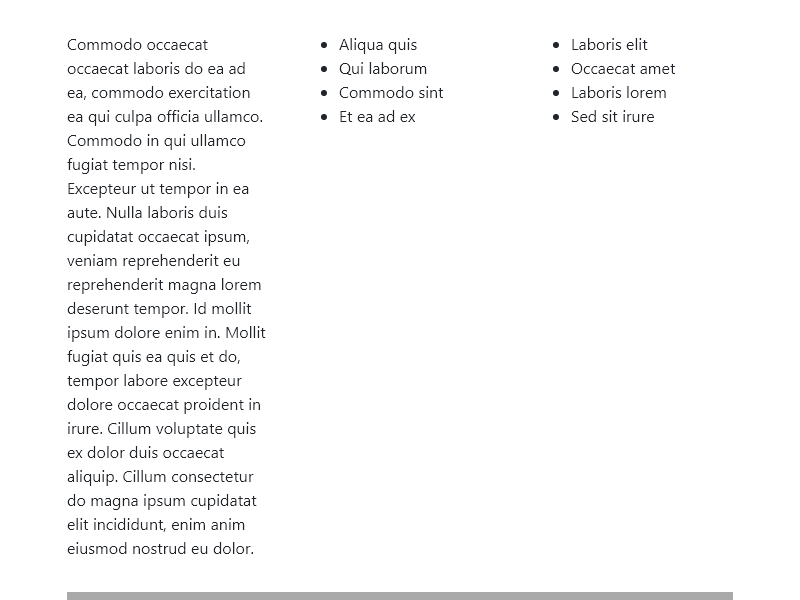 Commodo occaecat
occaecat laboris do ea ad
ea, commodo exercitation
ea qui culpa officia ullamco.
Commodo in qui ullamco
fugiat tempor nisi.
Excepteur ut tempor in ea
aute. Nulla laboris duis
cupidatat occaecat ipsum,
veniam reprehenderit eu
reprehenderit magna lorem
deserunt tempor. Id mollit
ipsum dolore enim in. Mollit
fugiat quis ea quis et do,
tempor labore excepteur
dolore occaecat proident in
irure. Cillum voluptate quis
ex dolor duis occaecat
aliquip. Cillum consectetur
do magna ipsum cupidatat
elit incididunt, enim anim
eiusmod nostrud eu dolor.
• Aliqua quis
• Qui laborum
• Commodo sint
• Et ea ad ex
• Laboris elit
• Occaecat amet
• Laboris lorem
• Sed sit irure